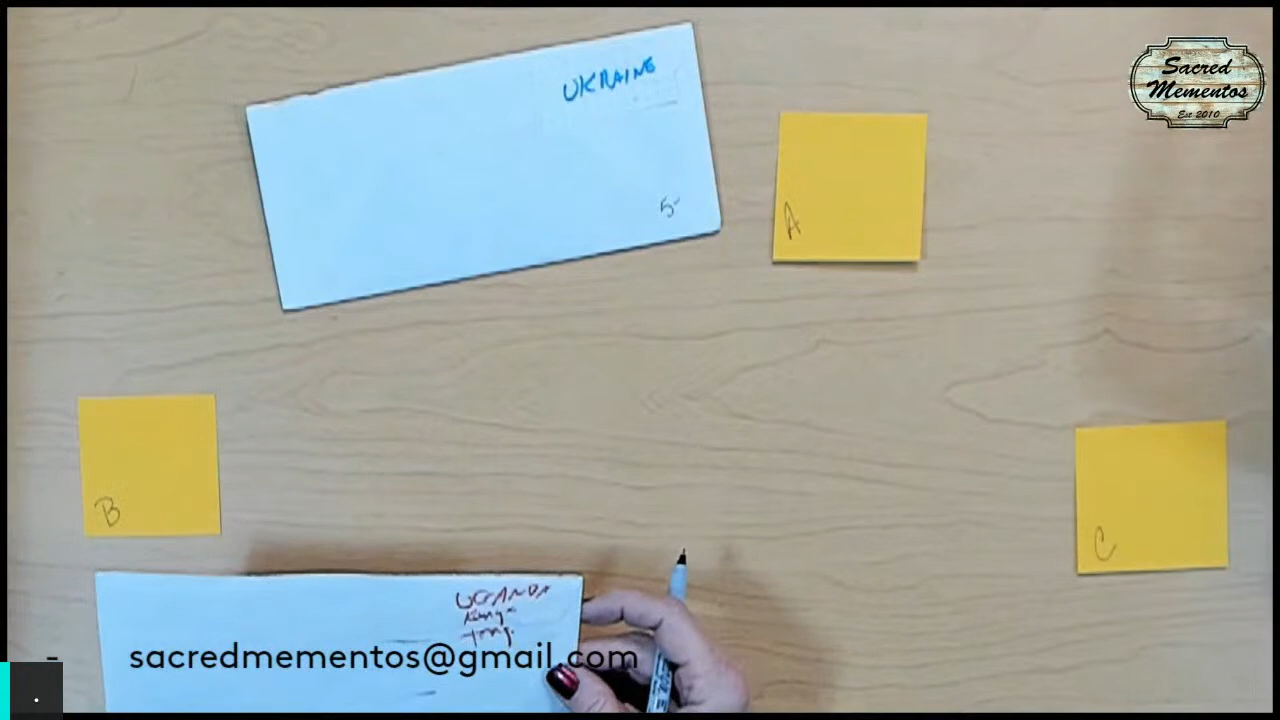 UKRAINE
5-
A
Sacred
Mementos
Est 2010
B
C
UGANDA
sacredmementos@gmail.com